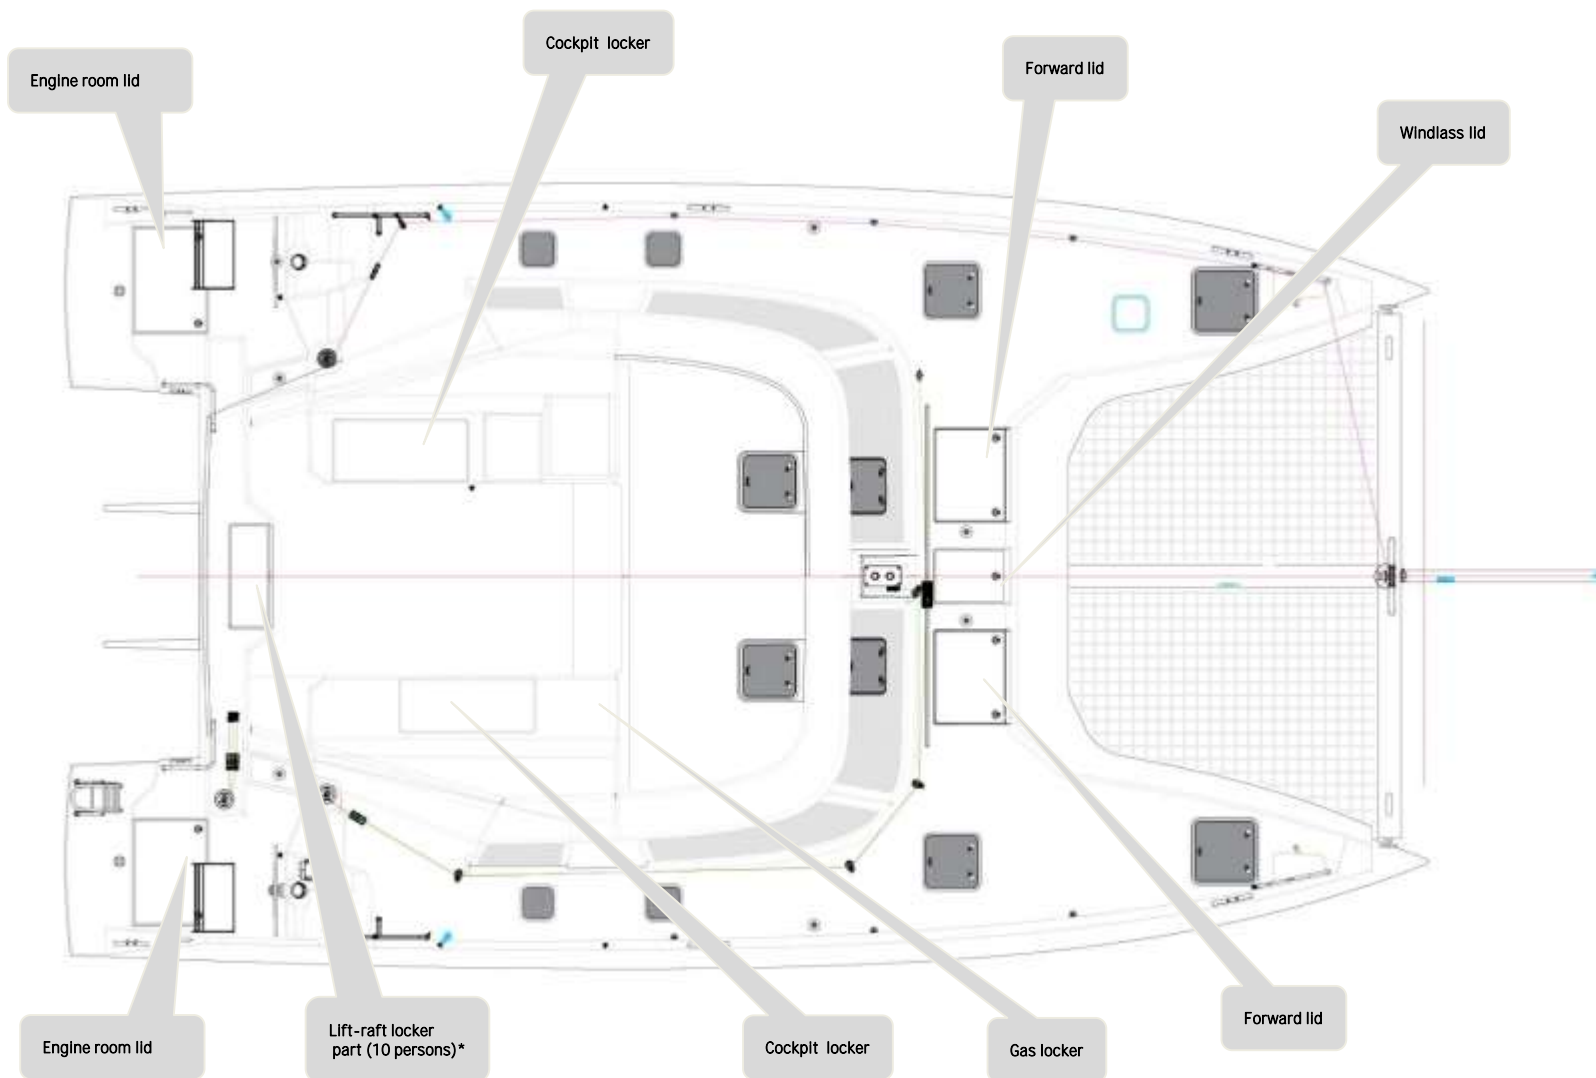 Cockpit locker
Forward lid
Engine room lid
Windlass lid
Lift-raft locker
part (10 persons)*
Engine room lid
Cockpit locker
Gas locker
Forward lid